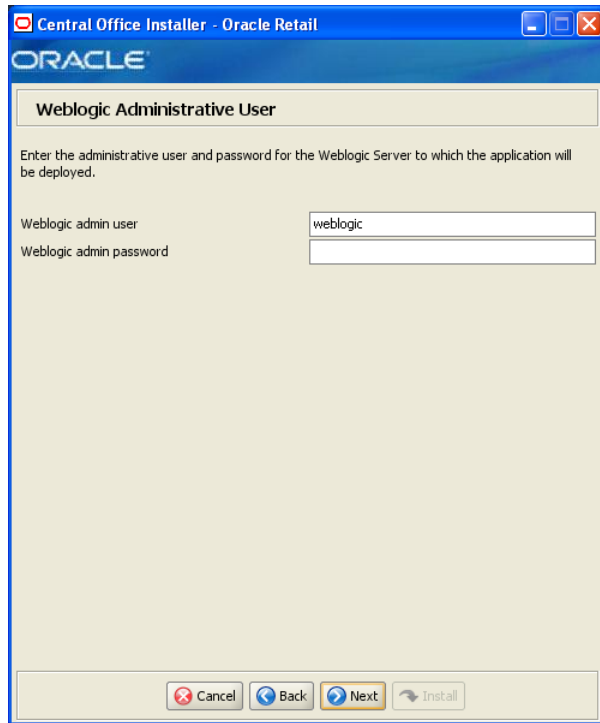 Central Office Installer - Oracle Retail
ORACLE
Weblogic Administrative User
Enter the administrative user and password for the Weblogic Server to which the application will
be deployed.
Weblogic admin user weblogic
Weblogic admin password
Cancel Back Next Install